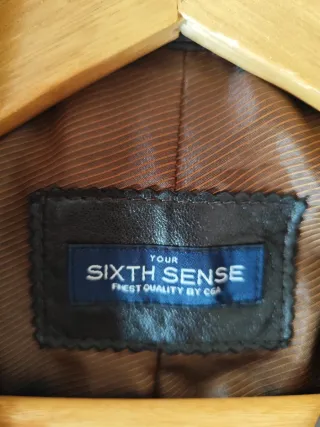 YOUR
SIXTH SENSE
FINEST QUALITY BY C&A